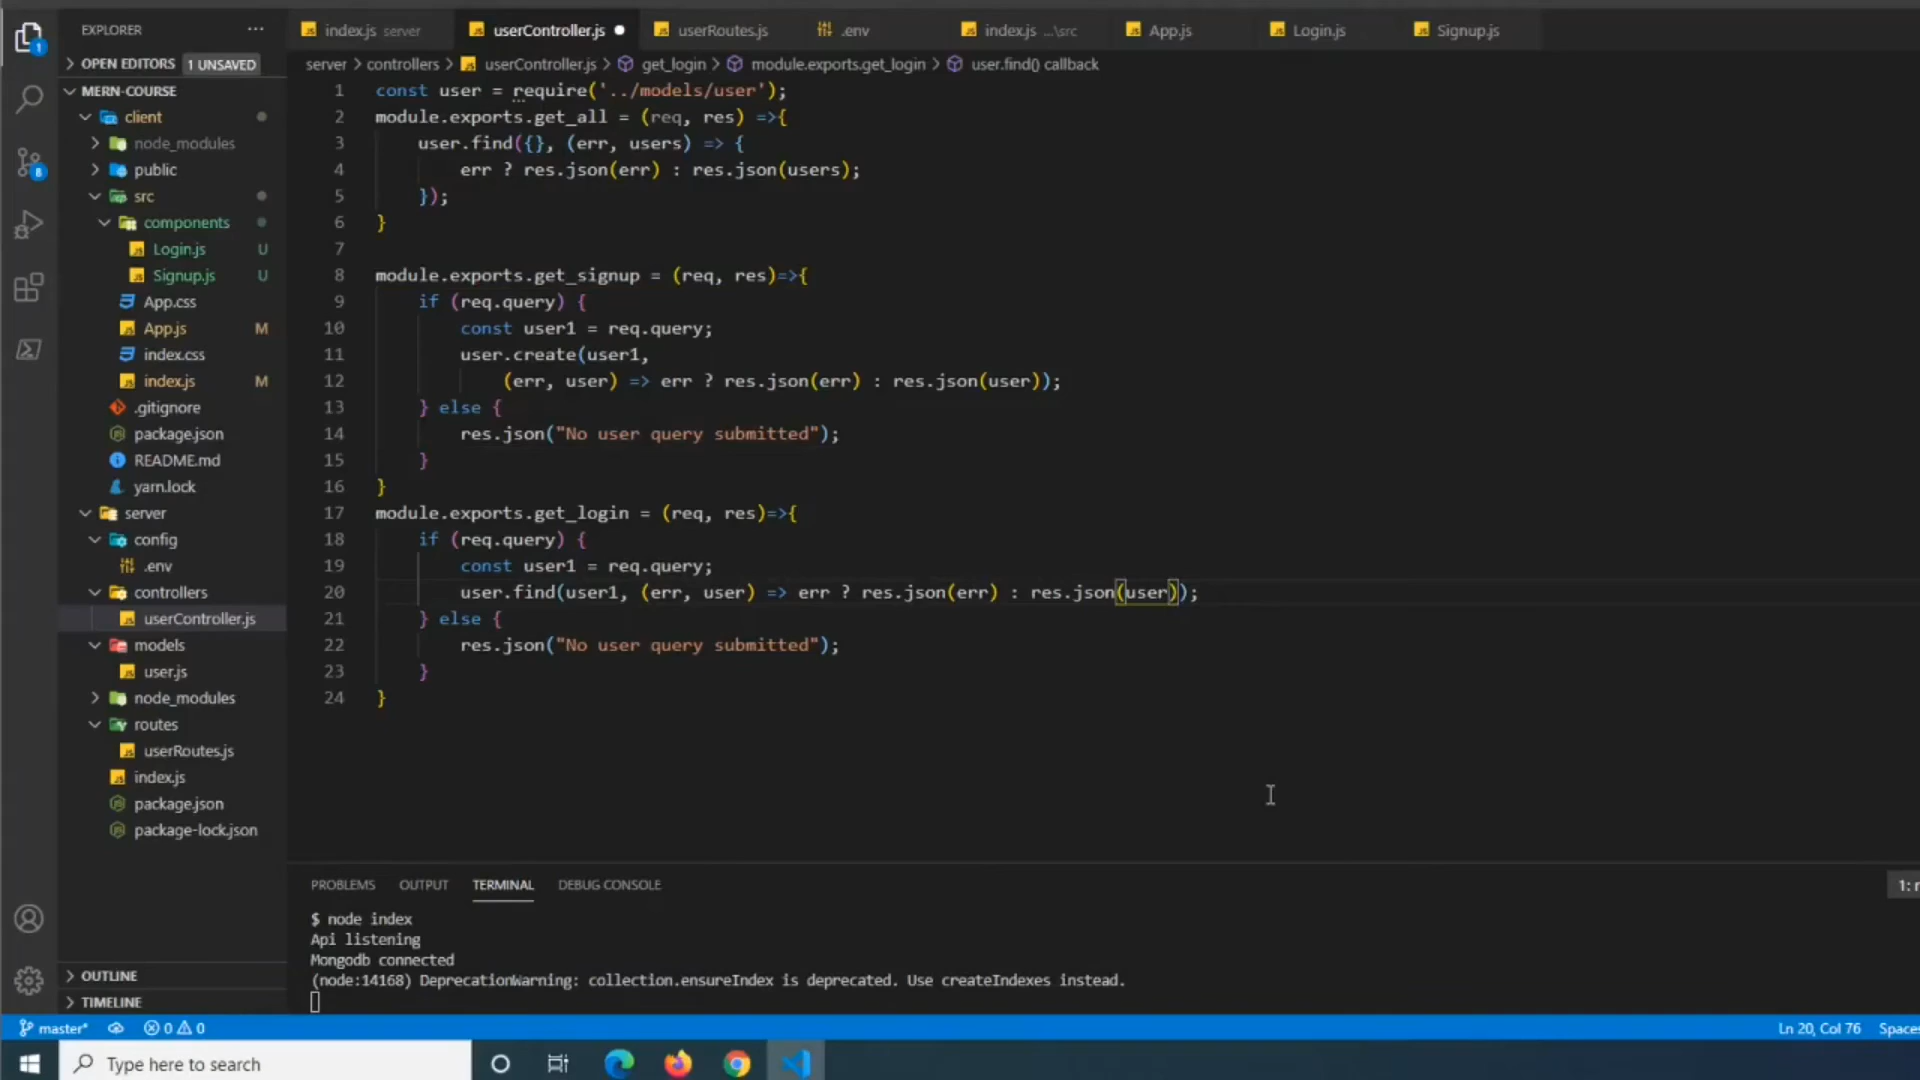 EXPLORER
OPEN EDITORS 1 UNSAVED
MERN-COURSE
client
node_modules
public
src
components
Login.js U
Signup.js U
App.css
App.js M
index.css
index.js M
.gitignore
package.json
README.md
yarn.lock
server
config
.env
controllers
userController.js
models
user.js
node_modules
routes
userRoutes.js
index.js
package.json
package-lock.json
OUTLINE
TIMELINE
1
8
index.js server userController.js userRoutes.js .env index.js ...\src App.js Login.js Signup.js
server > controllers > userController.js > get_login > module.exports.get_login > user.find() callback
1 const user = require('../models/user');
2 module.exports.get_all = (req, res) =>{
3 user.find({}, (err, users) => {
4 err ? res.json(err) : res.json(users);
5 });
6 }
7
8 module.exports.get_signup = (req, res)=>{
9 if (req.query) {
10 const user1 = req.query;
11 user.create(user1,
12 (err, user) => err ? res.json(err) : res.json(user));
13 } else {
14 res.json("No user query submitted");
15 }
16 }
17 module.exports.get_login = (req, res)=>{
18 if (req.query) {
19 const user1 = req.query;
20 user.find(user1, (err, user) => err ? res.json(err) : res.json(user));
21 } else {
22 res.json("No user query submitted");
23 }
24 }
PROBLEMS OUTPUT TERMINAL DEBUG CONSOLE 1: n
$ node index
Api listening
Mongodb connected
(node:14168) DeprecationWarning: collection.ensureIndex is deprecated. Use createIndexes instead.
master* 0 0 Ln 20, Col 76 Spaces
Type here to search